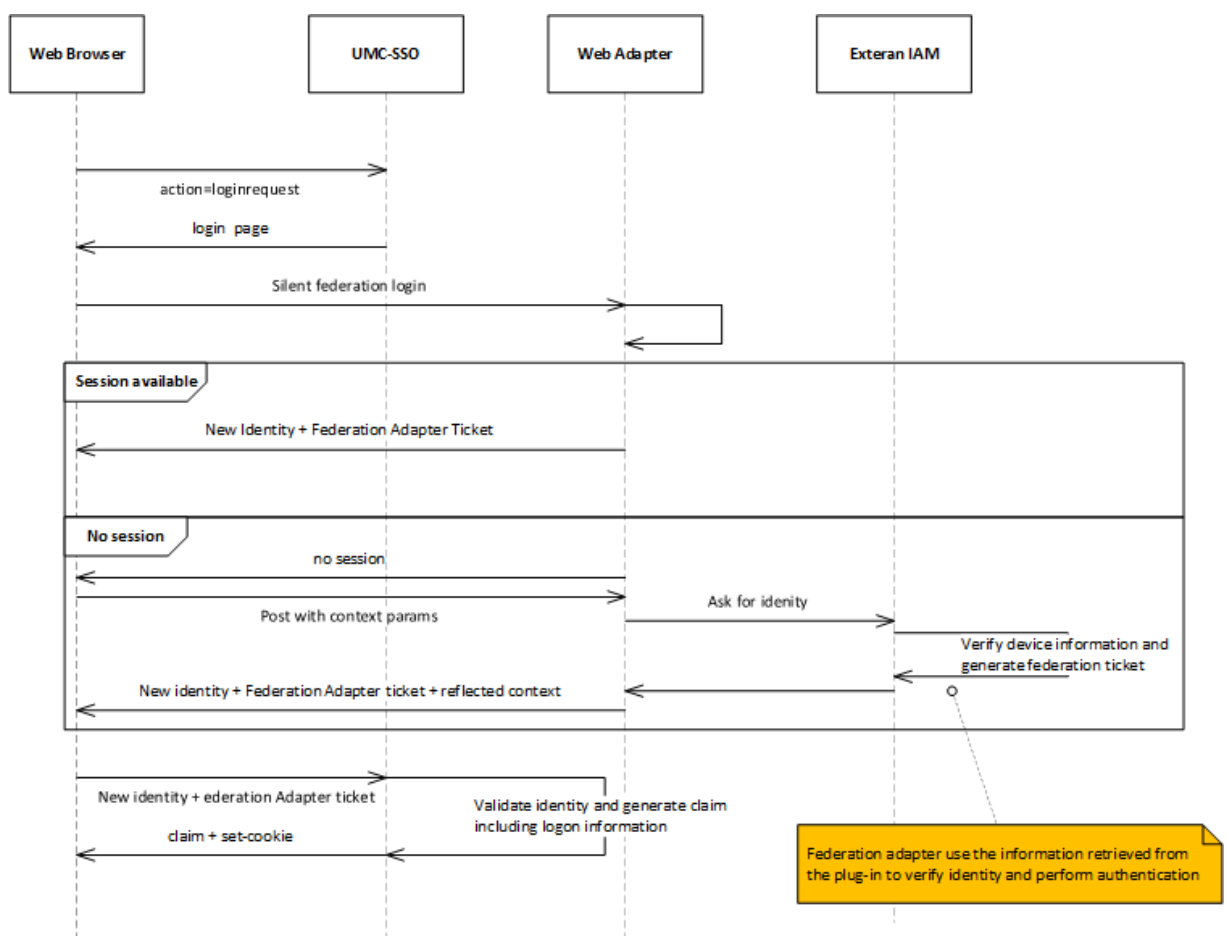 Web Browser
UMC-SSO
Web Adapter
Exteran IAM
action=loginrequest
login page
Silent federation login
Session available
New Identity + Federation Adapter Ticket
No session
no session
Post with context params
Ask for idenity
Verify device information and
generate federation ticket
New identity + Federation Adapter ticket + reflected context
New identity + ederation Adapter ticket
Validate identity and generate claim
including logon information
claim + set-cookie
Federation adapter use the information retrieved from
the plug-in to verify identity and perform authentication